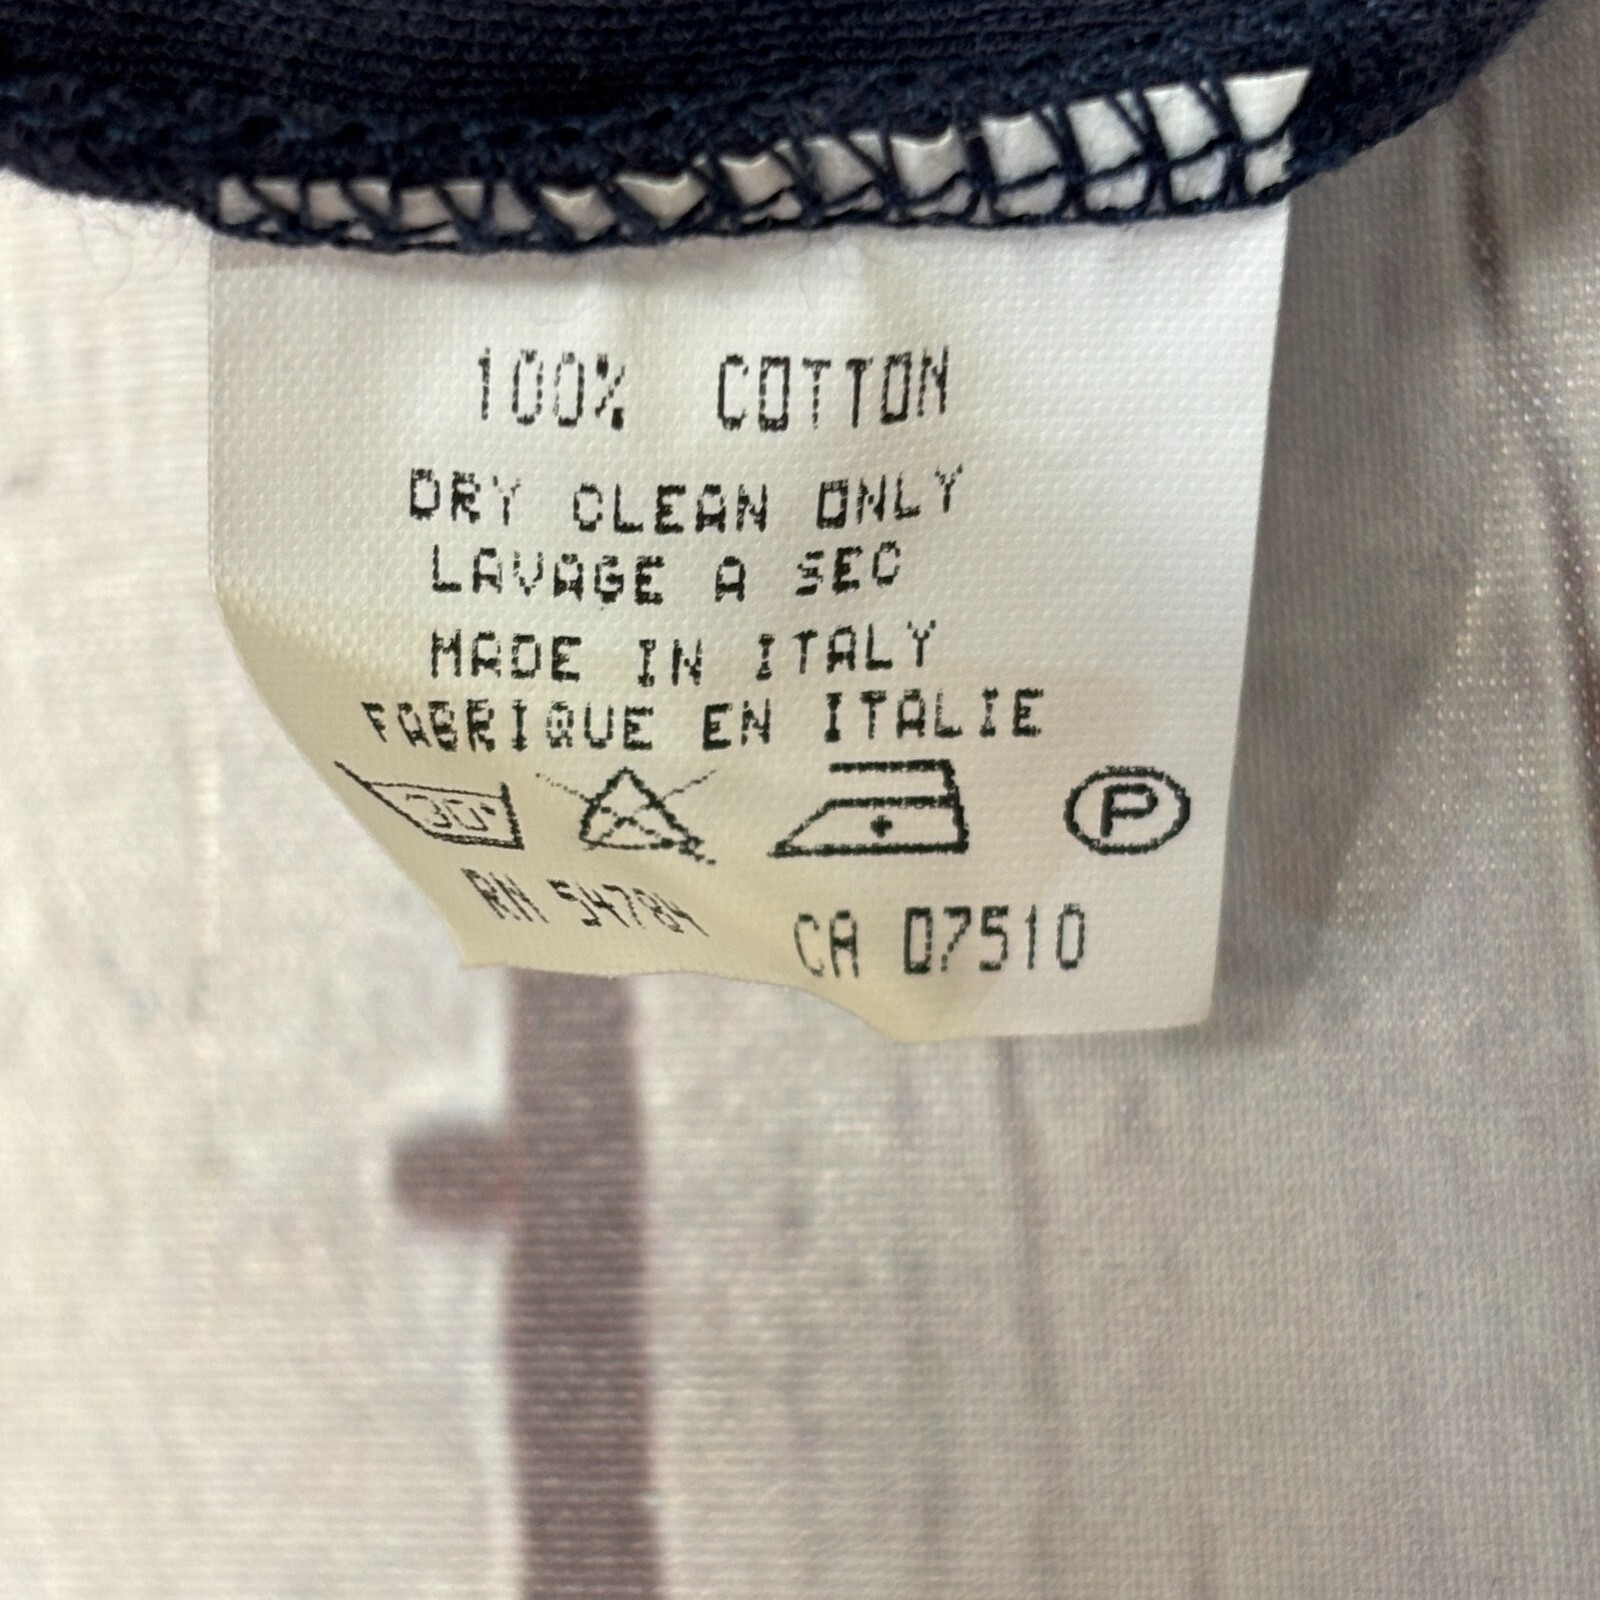 100% COTTON
DRY CLEAN ONLY
LAVAGE A SEC
MADE IN ITALY
FABRIQUE EN ITALIE
30° P
RN 54784 CA 07510